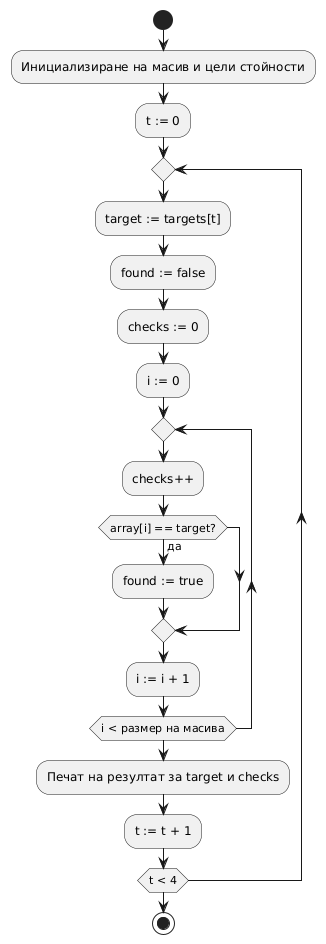 Инициализиране на масив и цели стойности
t := 0
target := targets[t]
found := false
checks := 0
i := 0
checks++
array[i] == target?
да
found := true
i := i + 1
i < размер на масива
Печат на резултат за target и checks
t := t + 1
t < 4